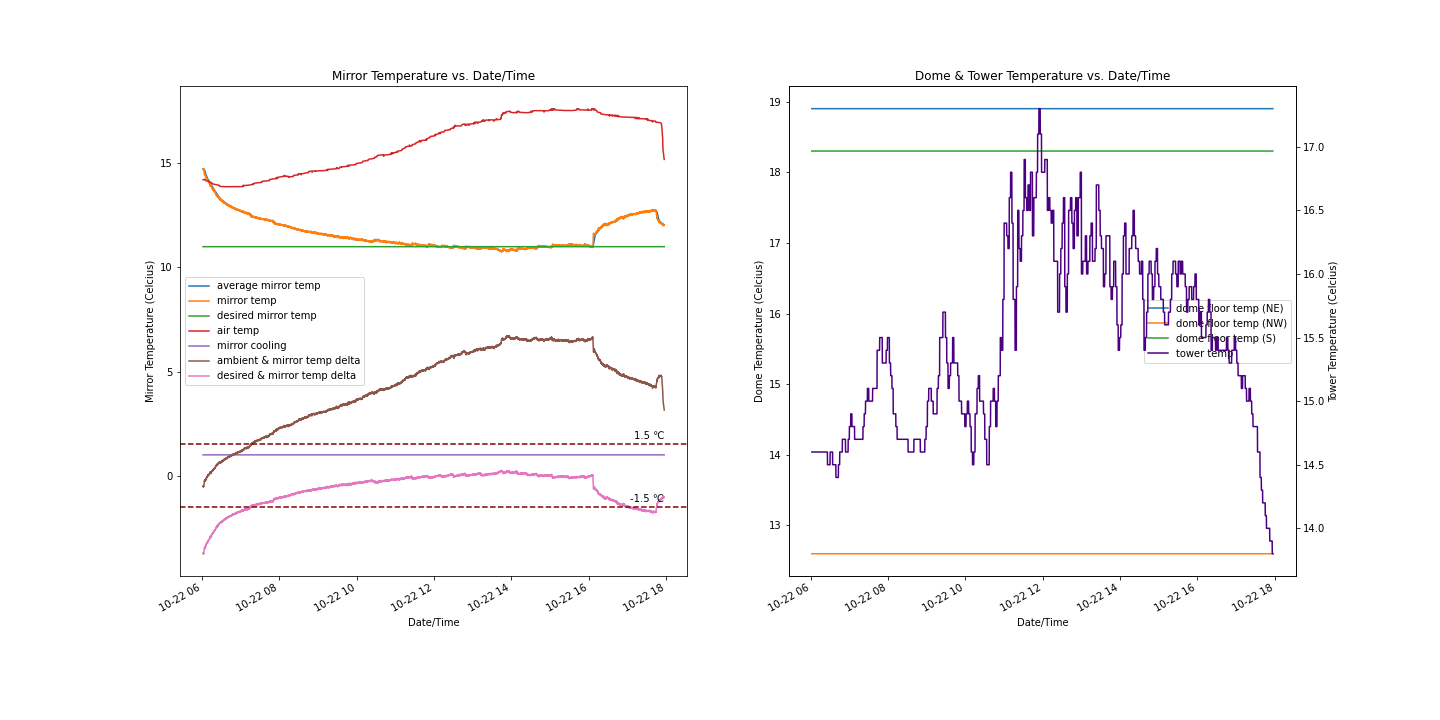 Mirror Temperature vs. Date/Time
Mirror Temperature (Celcius)
15
10
5
0
average mirror temp
mirror temp
desired mirror temp
air temp
mirror cooling
ambient & mirror temp delta
desired & mirror temp delta
1.5 °C
-1.5 °C
10-22 06
10-22 08
10-22 10
10-22 12
10-22 14
10-22 16
10-22 18
Date/Time
Dome & Tower Temperature vs. Date/Time
Dome Temperature (Celcius)
19
18
17
16
15
14
13
dome floor temp (NE)
dome floor temp (NW)
dome floor temp (S)
tower temp
17.0
16.5
16.0
15.5
15.0
14.5
14.0
Tower Temperature (Celcius)
10-22 06
10-22 08
10-22 10
10-22 12
10-22 14
10-22 16
10-22 18
Date/Time